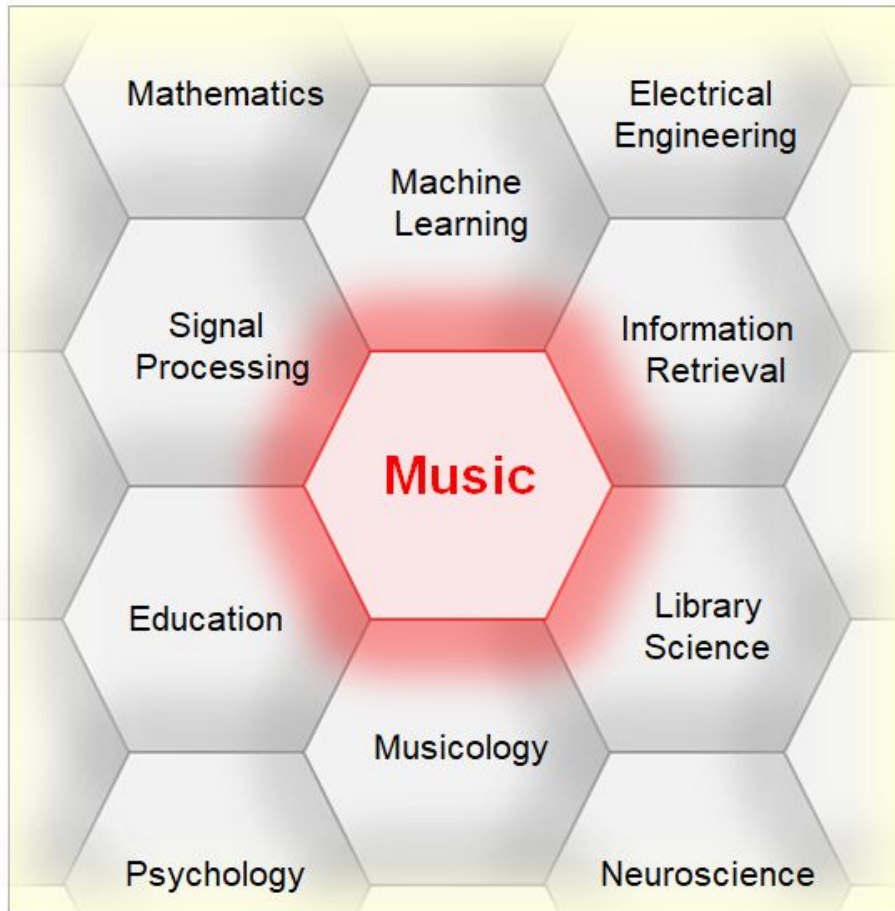 Mathematics
Electrical
Engineering
Machine
Learning
Signal
Processing
Information
Retrieval
Music
Education
Library
Science
Musicology
Psychology
Neuroscience